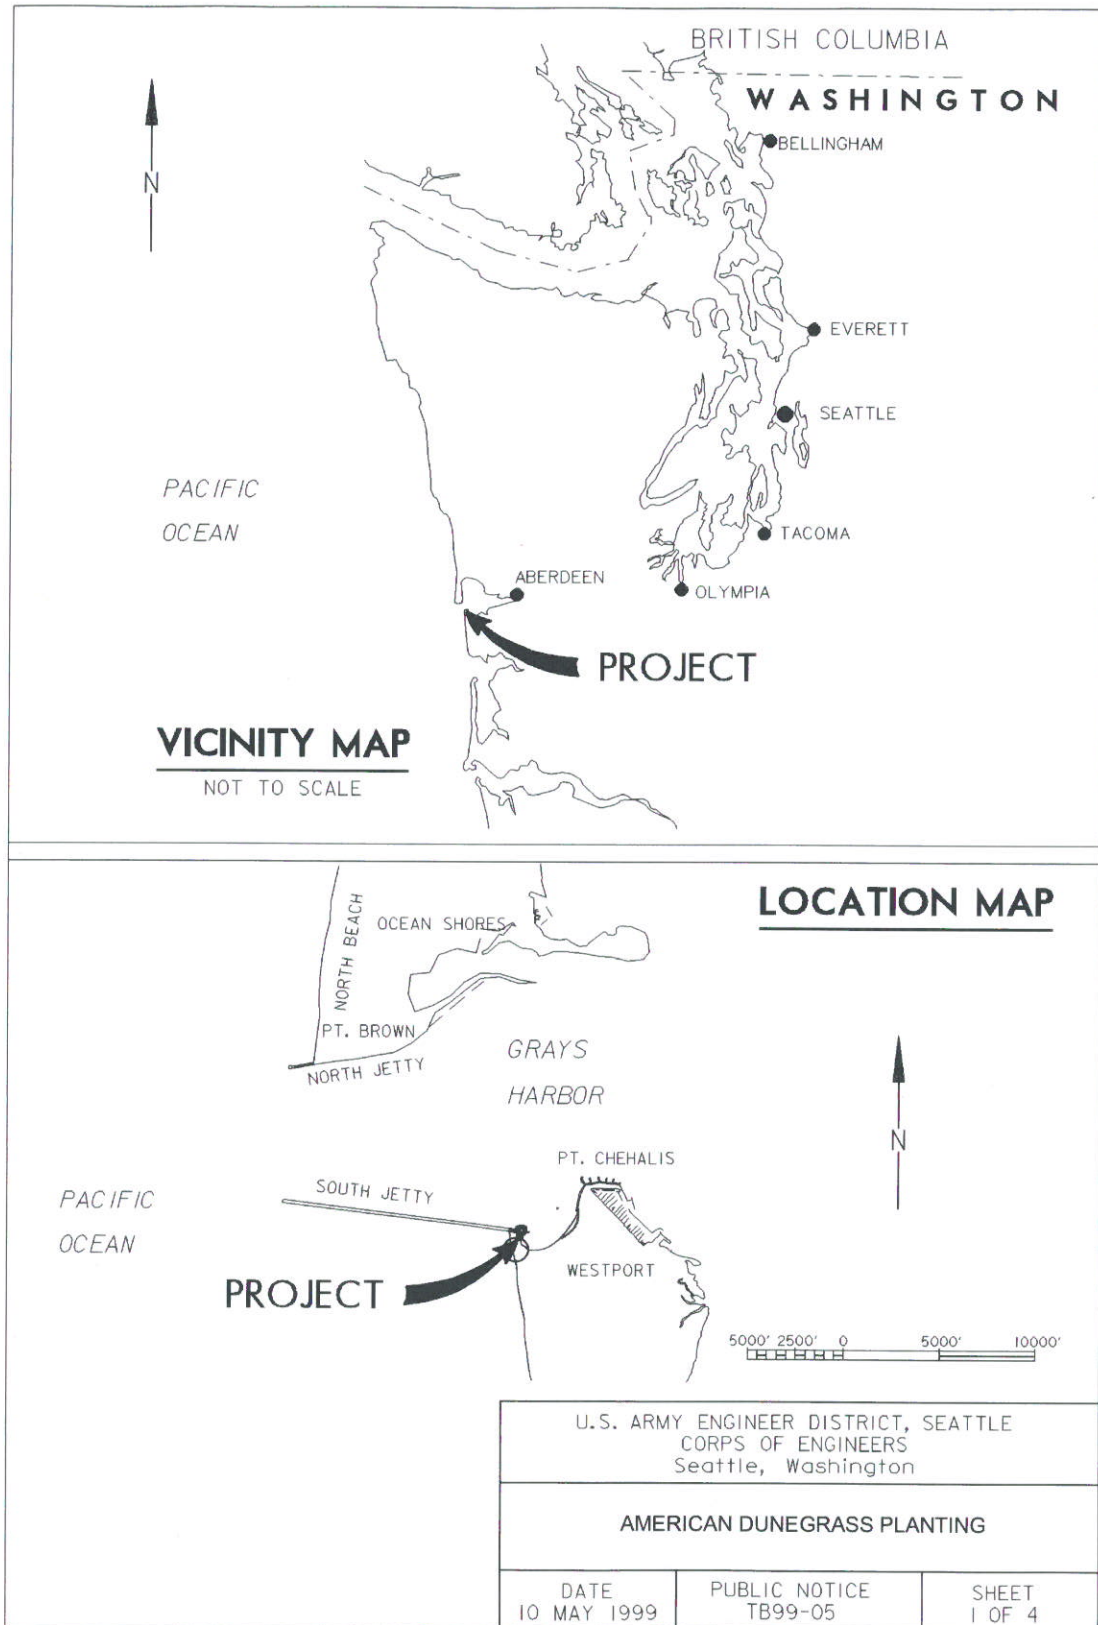 BRITISH COLUMBIA
WASHINGTON
N
BELLINGHAM
EVERETT
SEATTLE
PACIFIC
OCEAN
TACOMA
ABERDEEN
OLYMPIA
PROJECT
VICINITY MAP
NOT TO SCALE
LOCATION MAP
NORTH BEACH
OCEAN SHORES
PT. BROWN
NORTH JETTY
GRAYS
HARBOR
N
PT. CHEHALIS
SOUTH JETTY
PACIFIC
OCEAN
WESTPORT
PROJECT
5000' 2500' 0 5000' 10000'
U.S. ARMY ENGINEER DISTRICT, SEATTLE
CORPS OF ENGINEERS
Seattle, Washington
AMERICAN DUNEGRASS PLANTING
DATE
10 MAY 1999
PUBLIC NOTICE
TB99-05
SHEET
1 OF 4